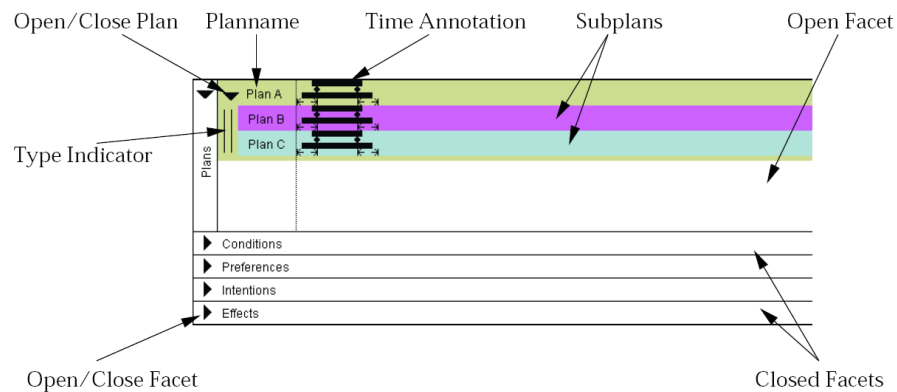 Open/Close Plan
Planname
Time Annotation
Subplans
Open Facet
Plan A
Plan B
Type Indicator
Plan C
Plans
Conditions
Preferences
Intentions
Effects
Open/Close Facet
Closed Facets